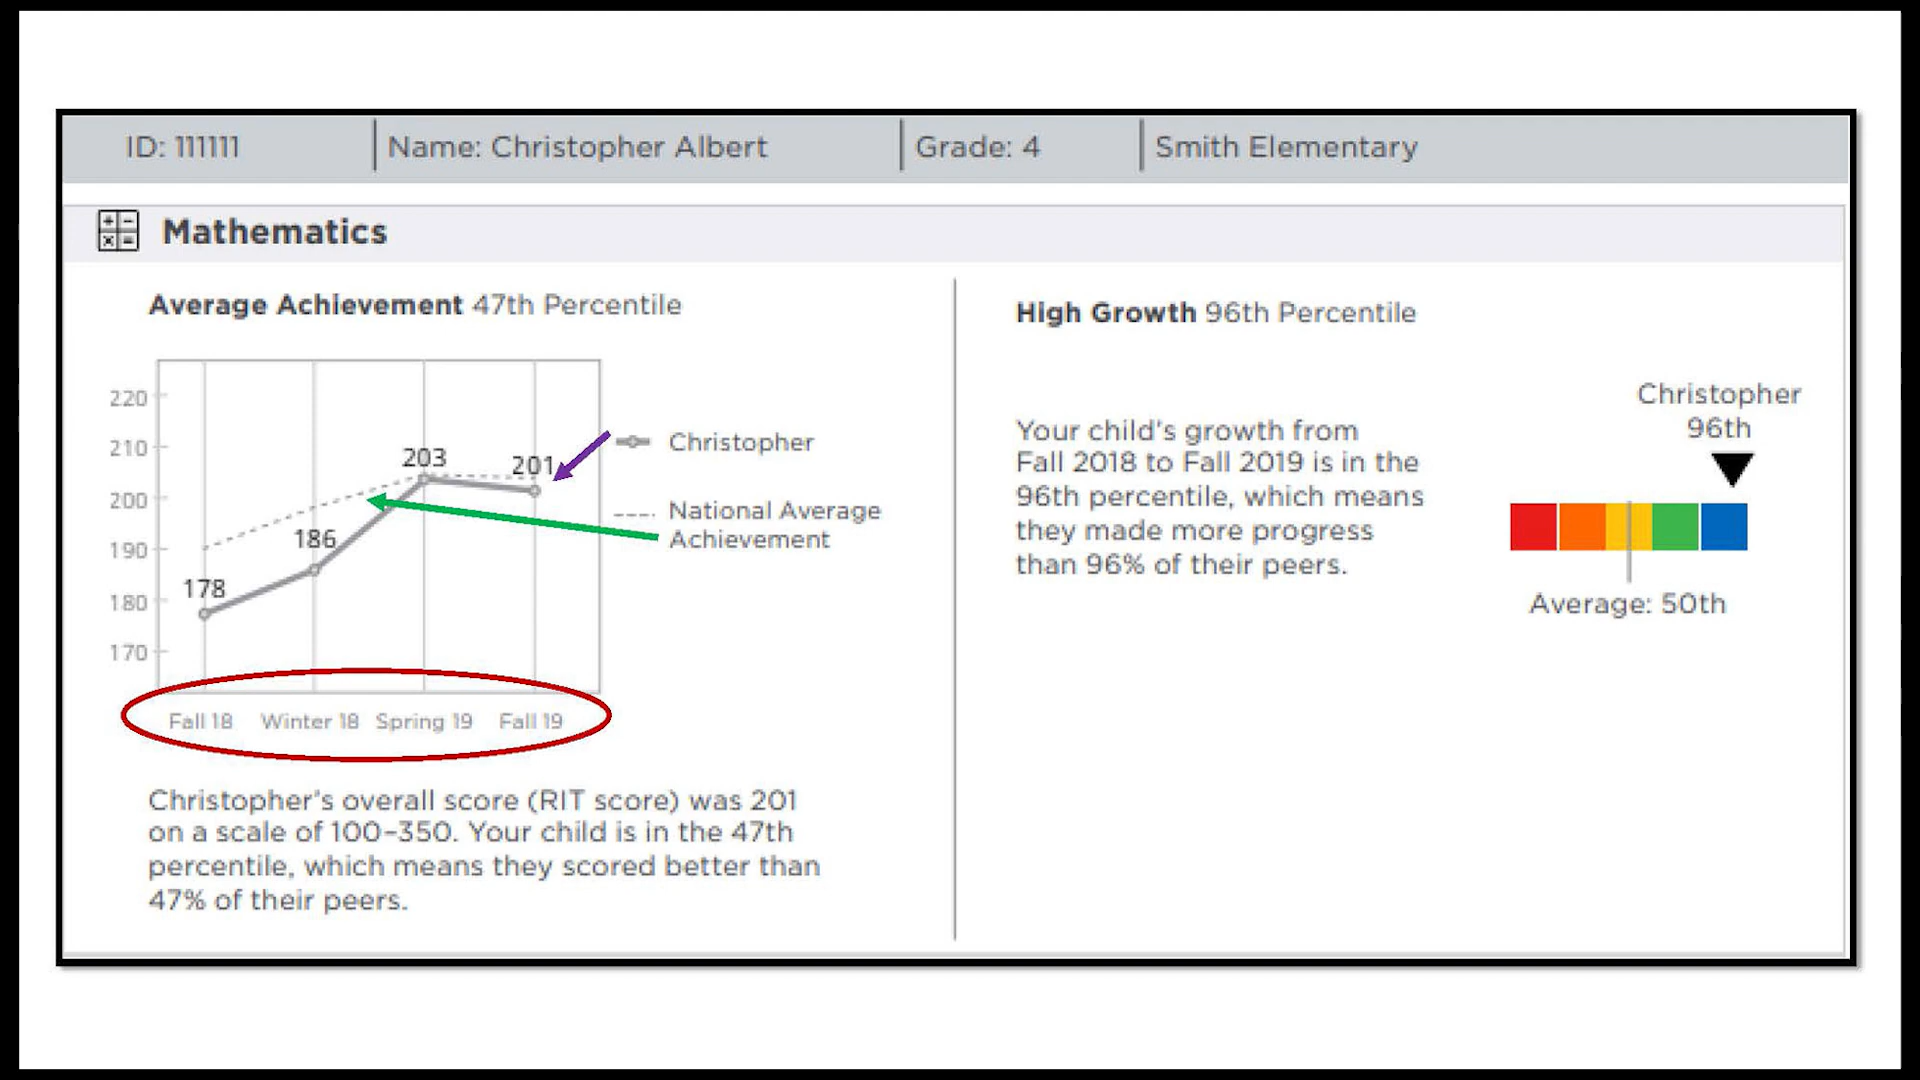 ID: 111111
Name: Christopher Albert
Grade: 4
Smith Elementary
Mathematics
Average Achievement 47th Percentile
220
210
200
190
180
170
178
186
203
201
Christopher
National Average
Achievement
Fall 18
Winter 18
Spring 19
Fall 19
Christopher's overall score (RIT score) was 201
on a scale of 100–350. Your child is in the 47th
percentile, which means they scored better than
47% of their peers.
High Growth 96th Percentile
Your child's growth from
Fall 2018 to Fall 2019 is in the
96th percentile, which means
they made more progress
than 96% of their peers.
Christopher
96th
Average: 50th